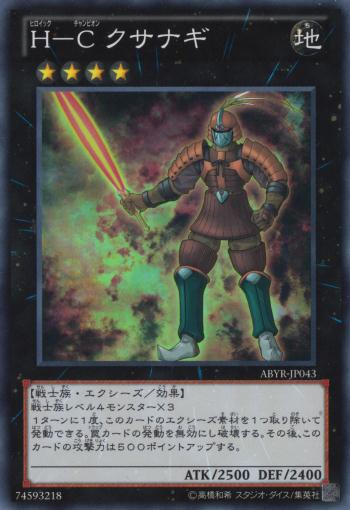 ヒロイック チャンピオン
H-C クサナギ
ち
地
ABYR-JP043
【戦士族・エクシーズ／効果】
戦士族レベル４モンスター×３
１ターンに１度、このカードのエクシーズ素材を１つ取り除いて
発動できる。罠カードの発動を無効にし破壊する。その後、この
カードの攻撃力は５００ポイントアップする。
ATK/2500 DEF/2400
74593218
©高橋和希 スタジオ・ダイス/集英社